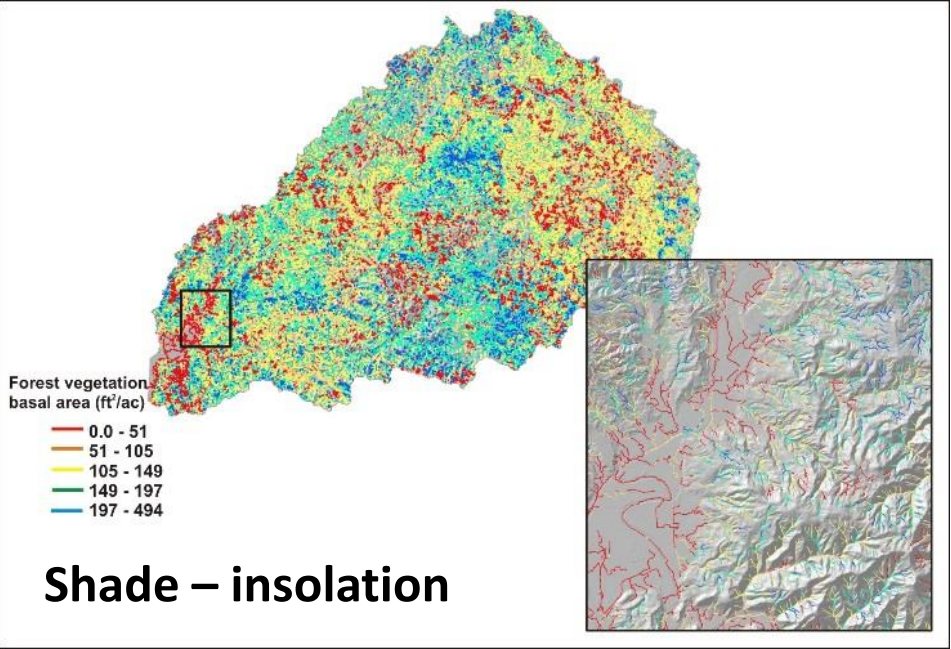 Forest vegetation
basal area (ft²/ac)
0.0 - 51
51 - 105
105 - 149
149 - 197
197 - 494
Shade – insolation